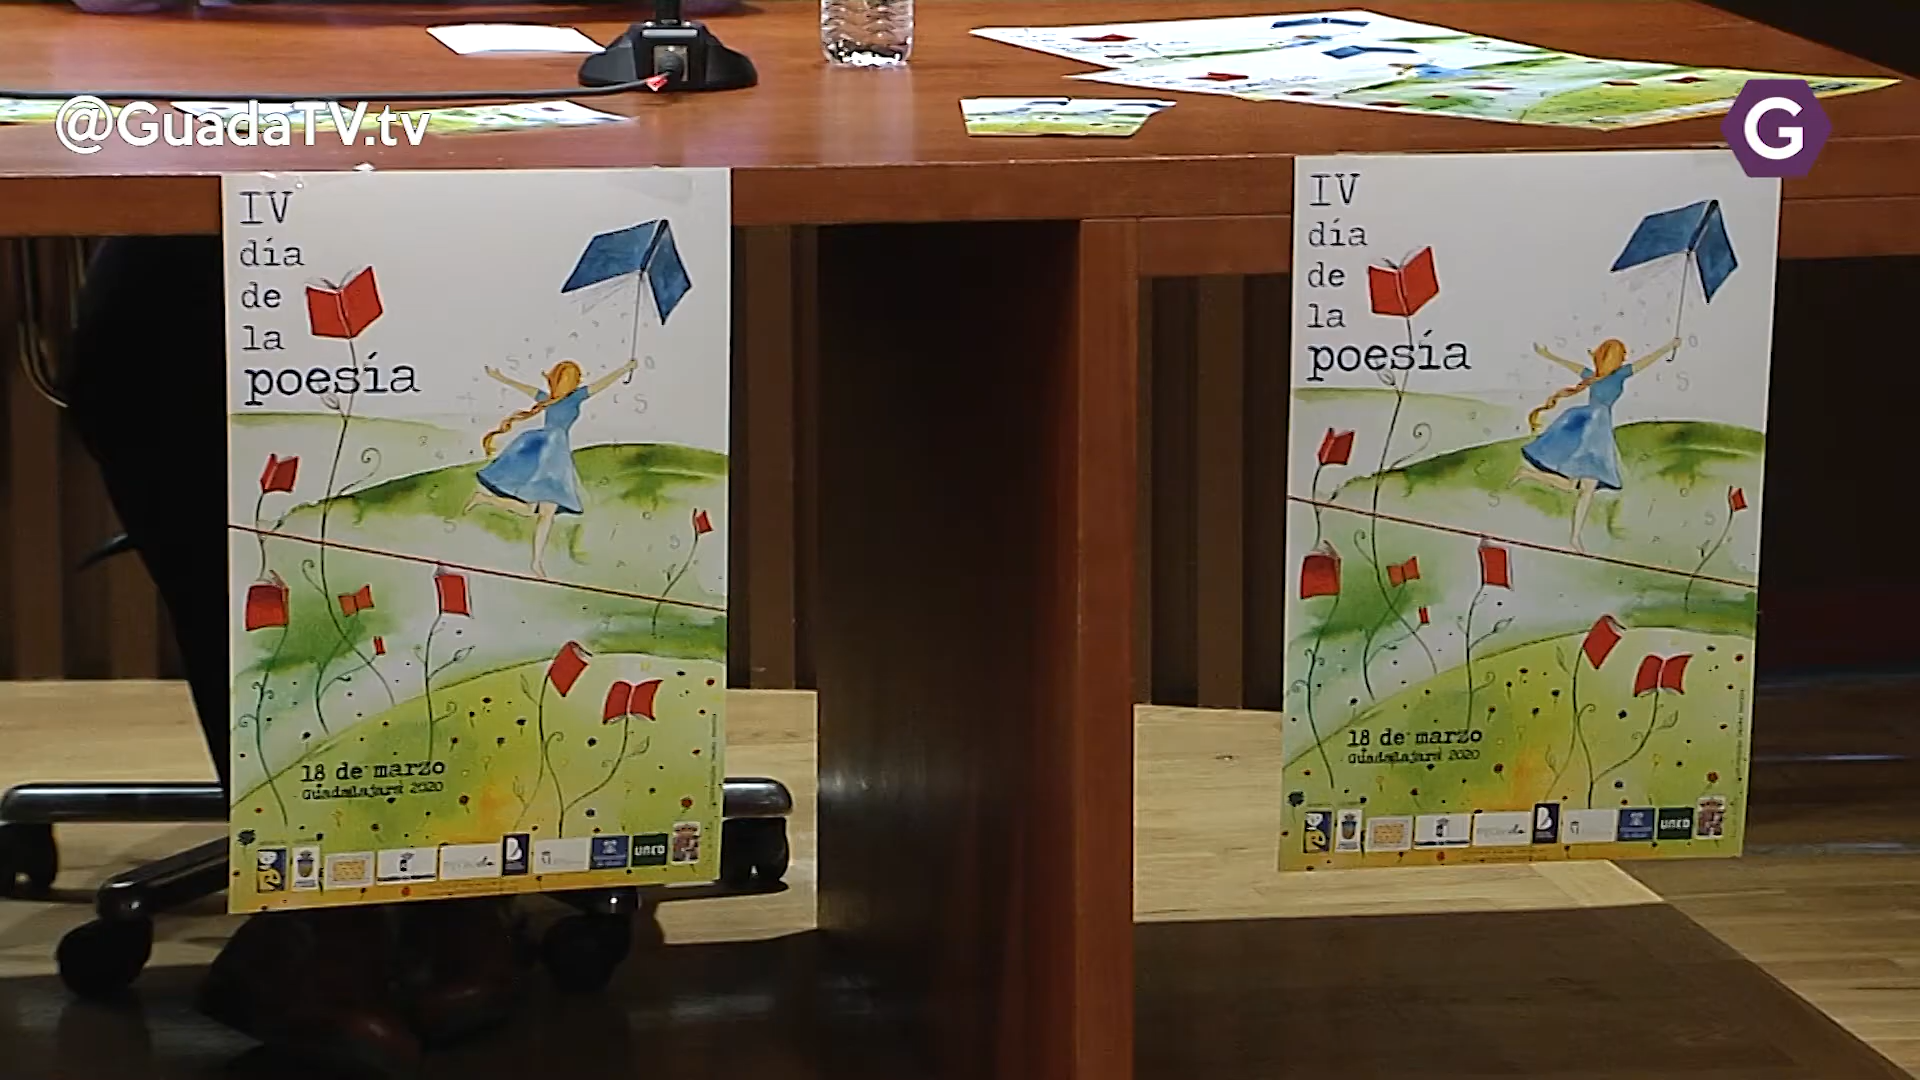 @GuadaTV.tv
G
IV
día
de
la
poesía
18 de marzo
Guadalajara 2020
UNED
IV
día
de
la
poesía
18 de marzo
Guadalajara 2020
UNED